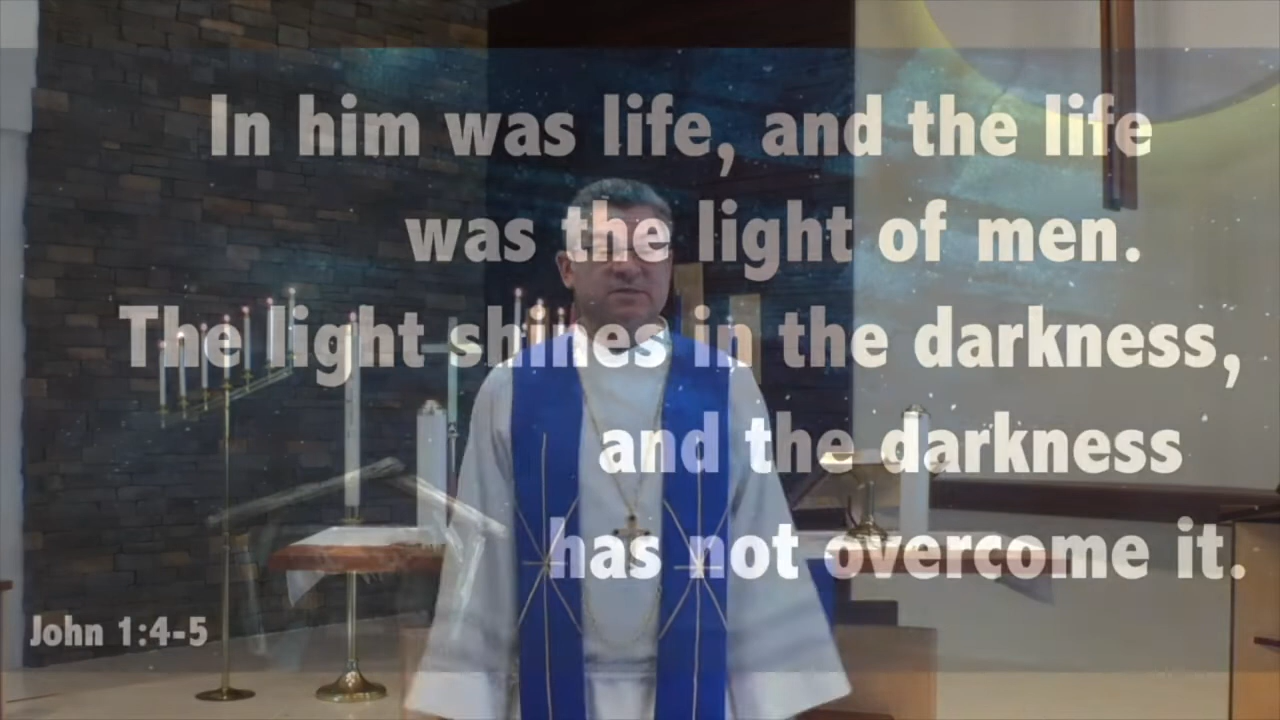 In him was life, and the life
was the light of men.
The light shines in the darkness,
and the darkness
has not overcome it.
John 1:4-5